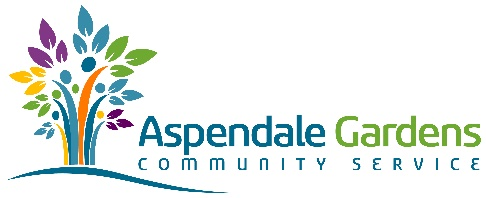 Aspendale Gardens
COMMUNITY SERVICE